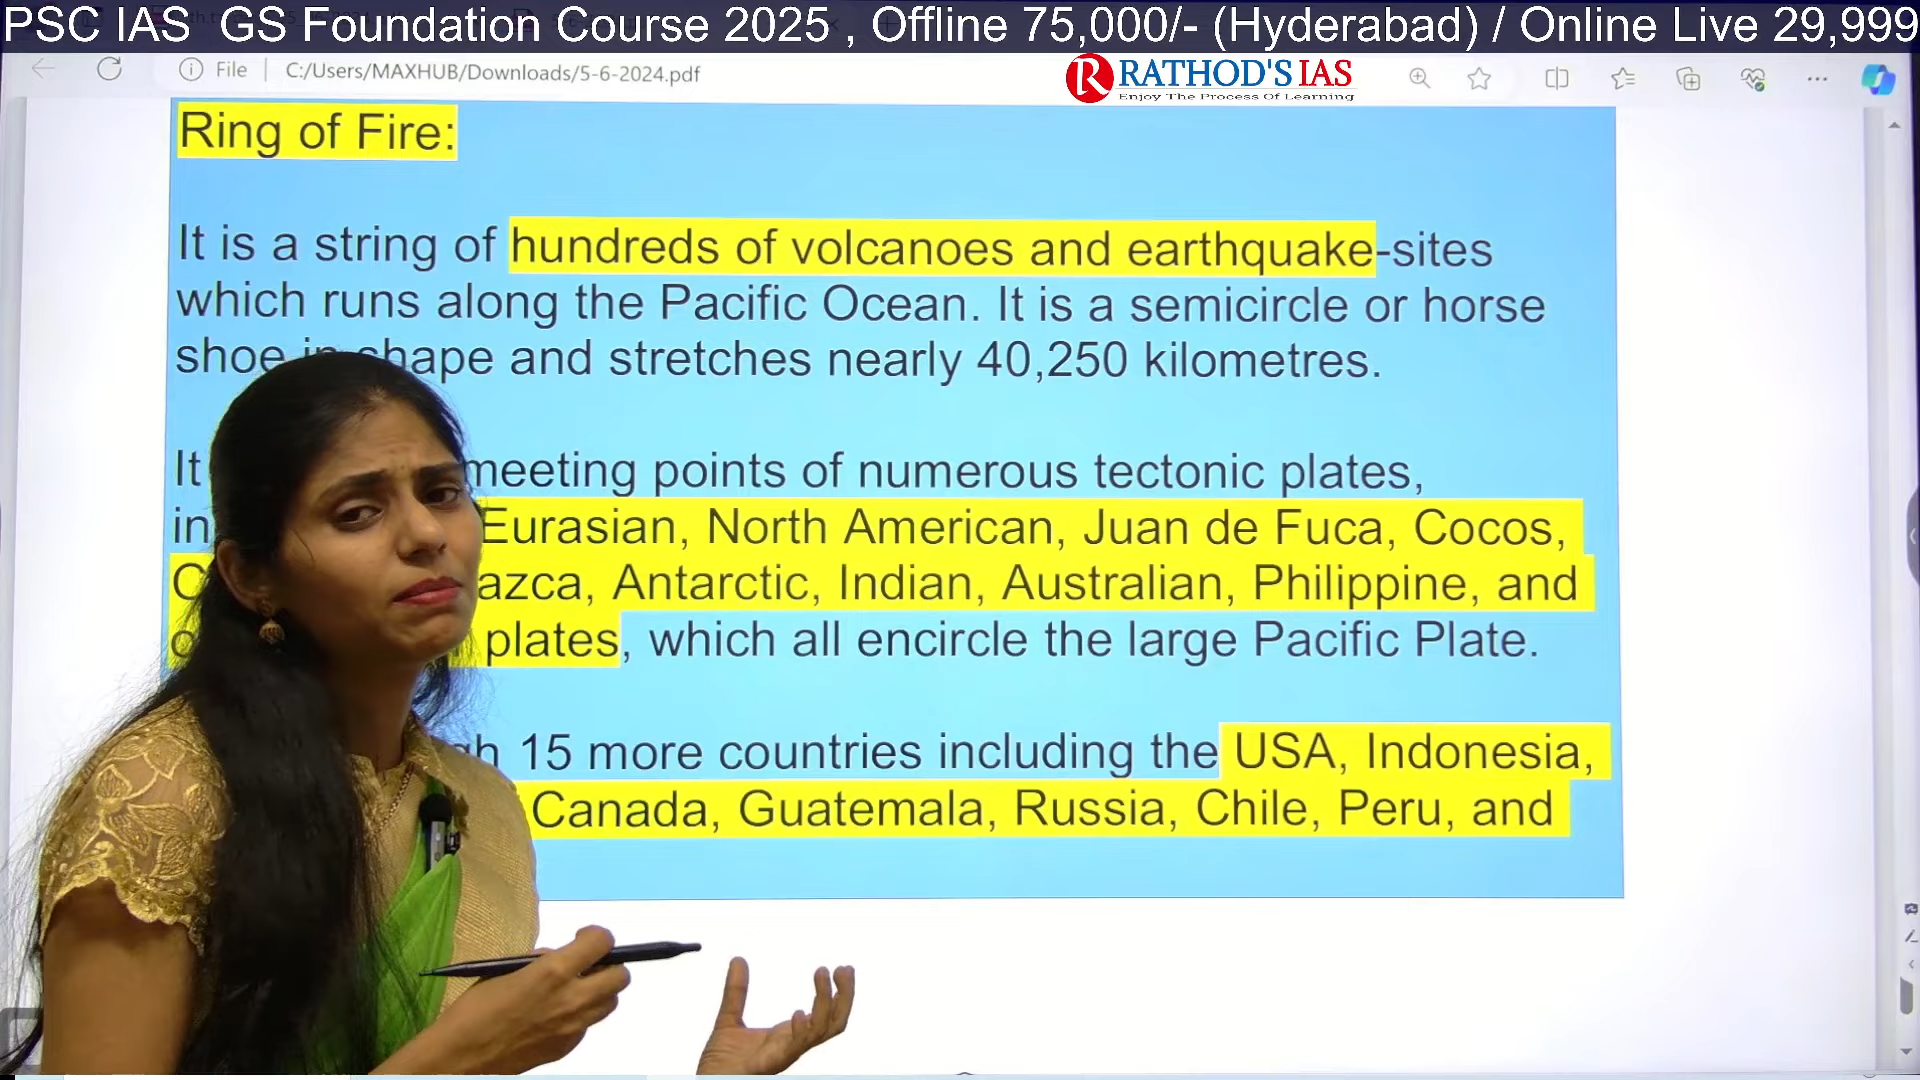 PSC IAS GS Foundation Course 2025 , Offline 75,000/- (Hyderabad) / Online Live 29,999
File C:/Users/MAXHUB/Downloads/5-6-2024.pdf
R RATHOD'S IAS
Enjoy The Process Of Learning
Ring of Fire:
It is a string of hundreds of volcanoes and earthquake-sites
which runs along the Pacific Ocean. It is a semicircle or horse
shoe in shape and stretches nearly 40,250 kilometres.
It meeting points of numerous tectonic plates,
Eurasian, North American, Juan de Fuca, Cocos,
Antarctic, Indian, Australian, Philippine, and
plates, which all encircle the large Pacific Plate.
15 more countries including the USA, Indonesia,
Canada, Guatemala, Russia, Chile, Peru, and